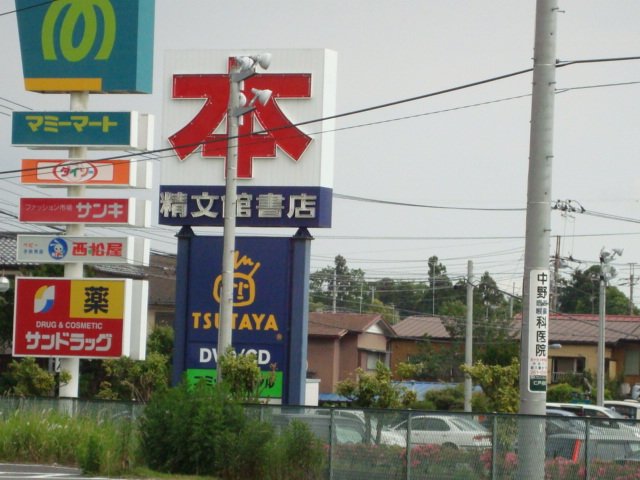 マミーマート
ダイソー
ファッション市場 サンキ
西松屋
薬
DRUG & COSMETIC
サンドラッグ
本
精文館書店
TSUTAYA
DVD/CD
中野
科医院